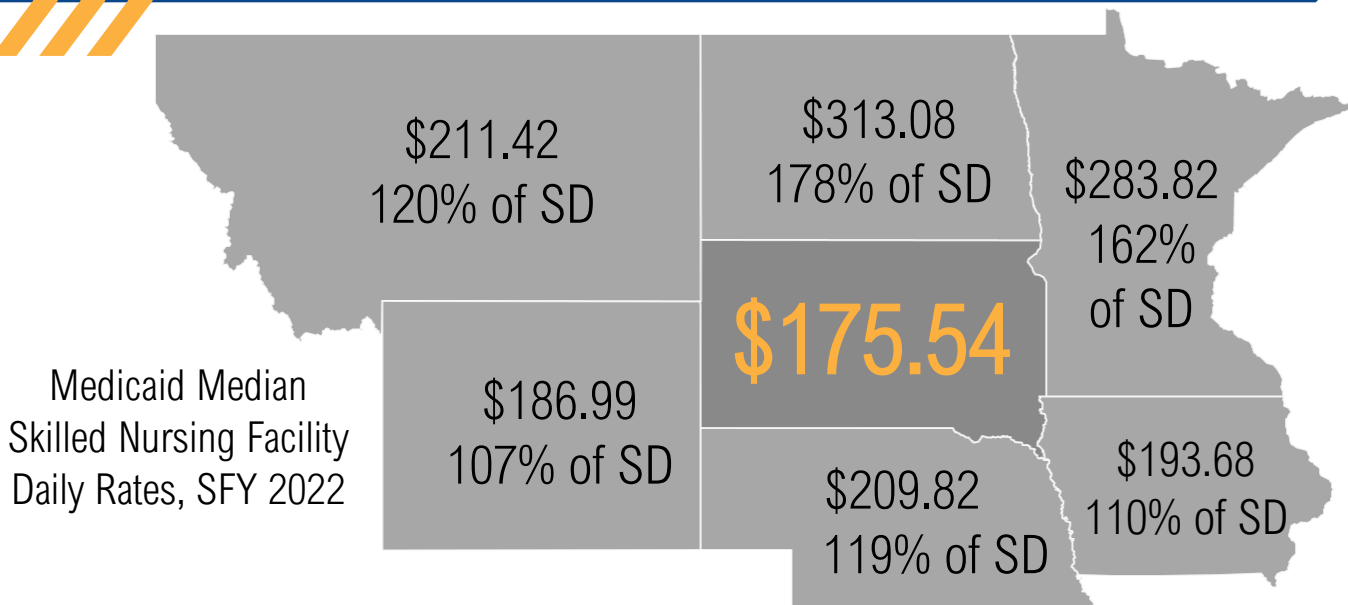 $211.42
120% of SD
$313.08
178% of SD
$283.82
162%
of SD
$175.54
Medicaid Median
Skilled Nursing Facility
Daily Rates, SFY 2022
$186.99
107% of SD
$209.82
119% of SD
$193.68
110% of SD